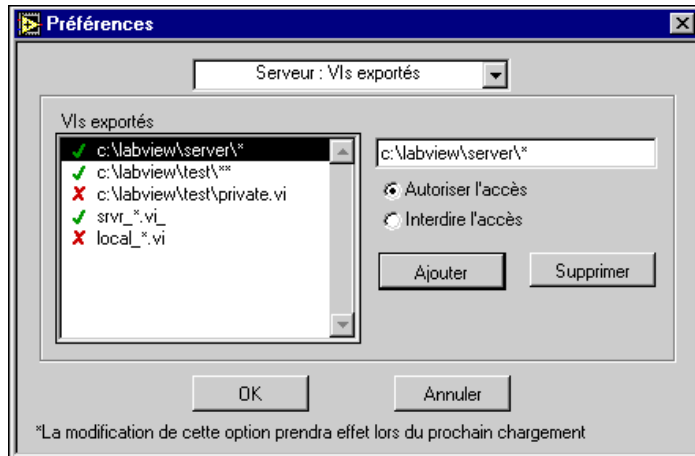 Préférences
Serveur : VIs exportés
VIs exportés
c:\labview\server\*
c:\labview\test\**
c:\labview\test\private.vi
srvr_*.vi_
local_*.vi
c:\labview\server\*
Autoriser l'accès
Interdire l'accès
Ajouter
Supprimer
OK
Annuler
*La modification de cette option prendra effet lors du prochain chargement